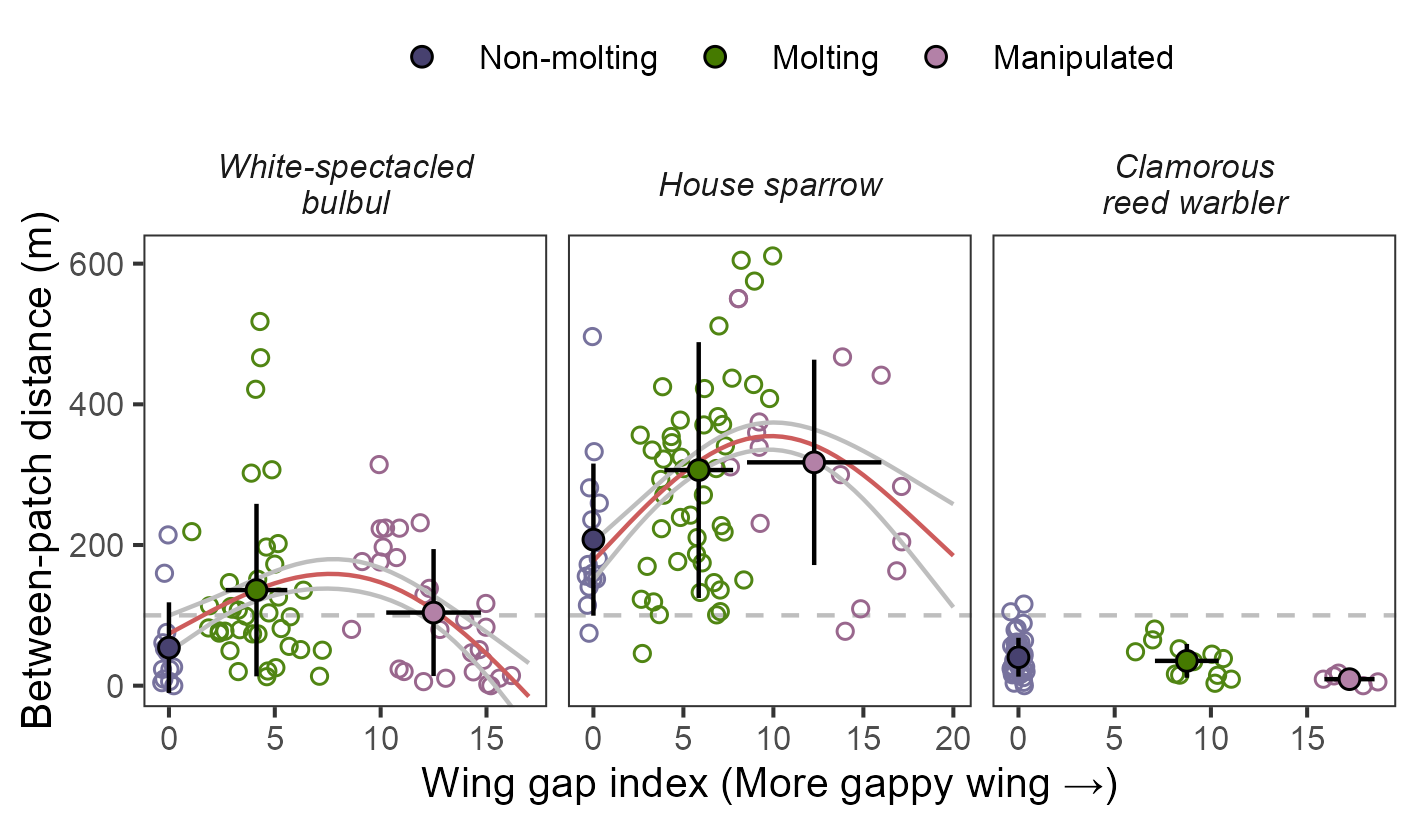 Non-molting Molting Manipulated
White-spectacled
bulbul
House sparrow
Clamorous
reed warbler
Between-patch distance (m)
600
400
200
0
0 5 10 15
0 5 10 15 20
0 5 10 15
Wing gap index (More gappy wing →)